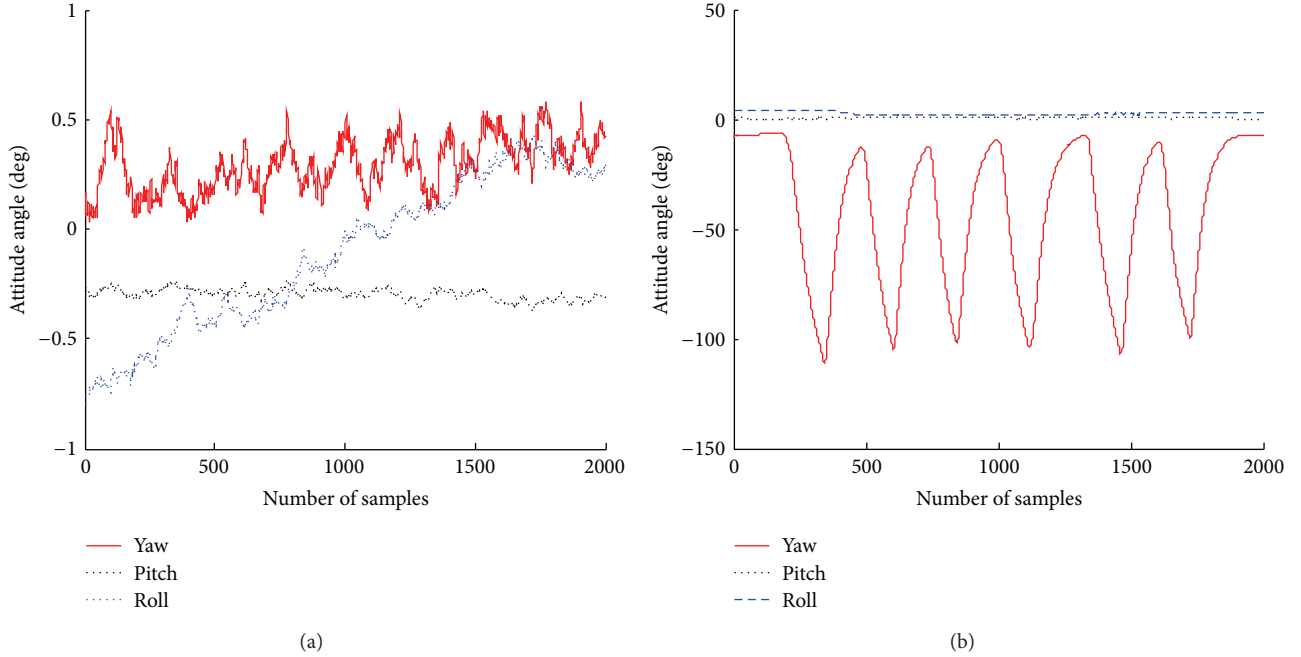 1
0.5
0
−0.5
−1
Attitude angle (deg)
0
500
1000
1500
2000
Number of samples
Yaw
Pitch
Roll
(a)
50
0
−50
−100
−150
Attitude angle (deg)
0
500
1000
1500
2000
Number of samples
Yaw
Pitch
Roll
(b)